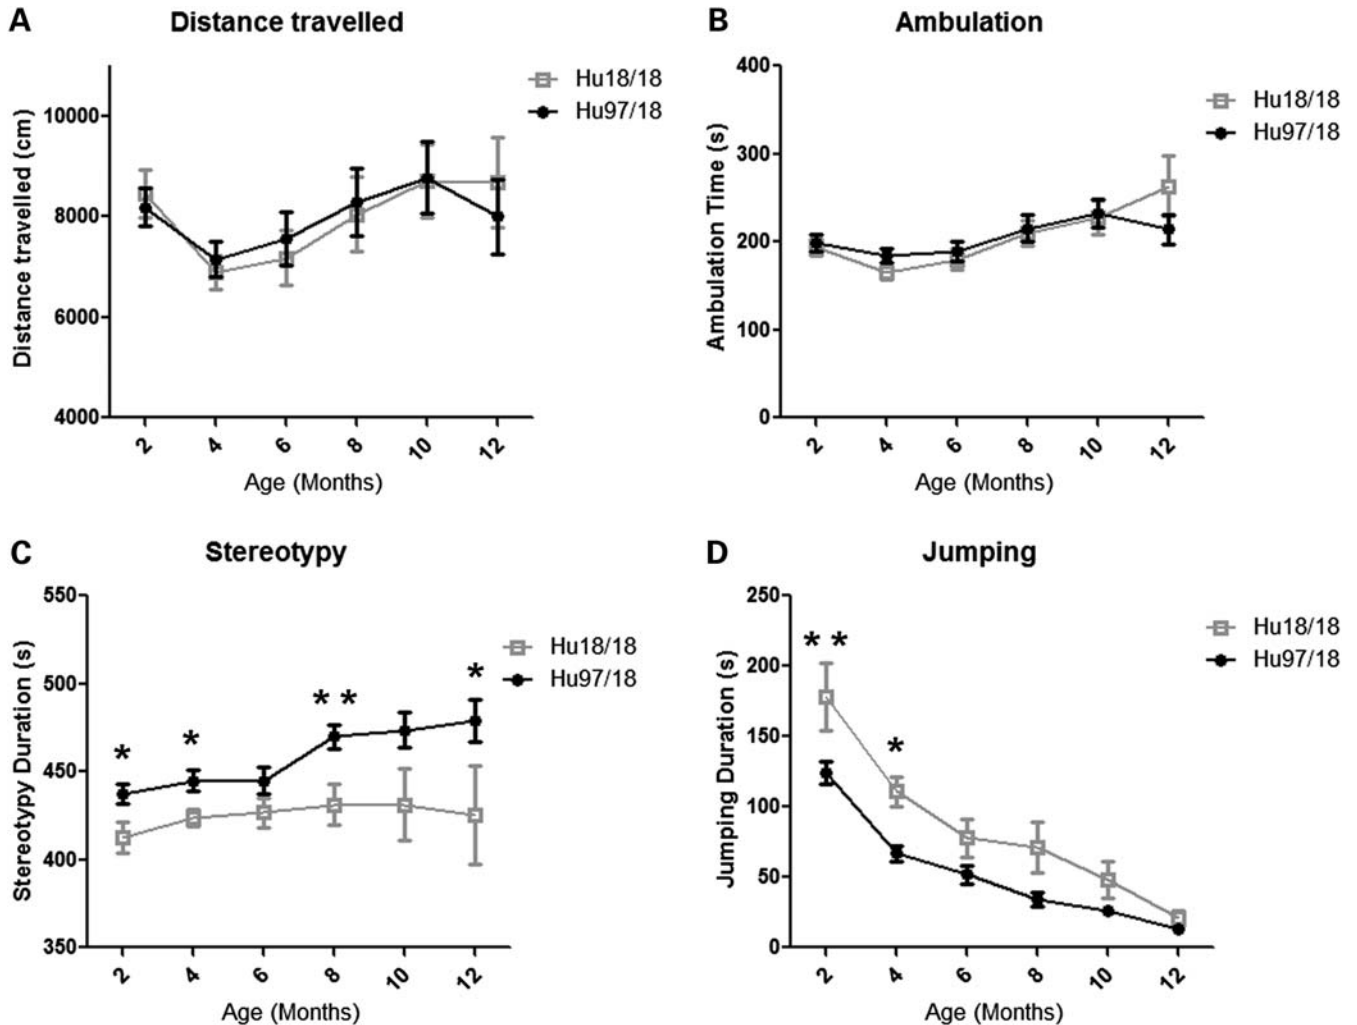 A
Distance travelled
Hu18/18
Hu97/18
Distance travelled (cm)
10000
8000
6000
4000
2
4
6
8
10
12
Age (Months)
B
Ambulation
Hu18/18
Hu97/18
Ambulation Time (s)
400
300
200
100
0
2
4
6
8
10
12
Age (Months)
C
Stereotypy
Hu18/18
Hu97/18
Stereotypy Duration (s)
550
500
450
400
350
*
*
* *
*
2
4
6
8
10
12
Age (Months)
D
Jumping
Hu18/18
Hu97/18
Jumping Duration (s)
250
200
150
100
50
0
* *
*
2
4
6
8
10
12
Age (Months)